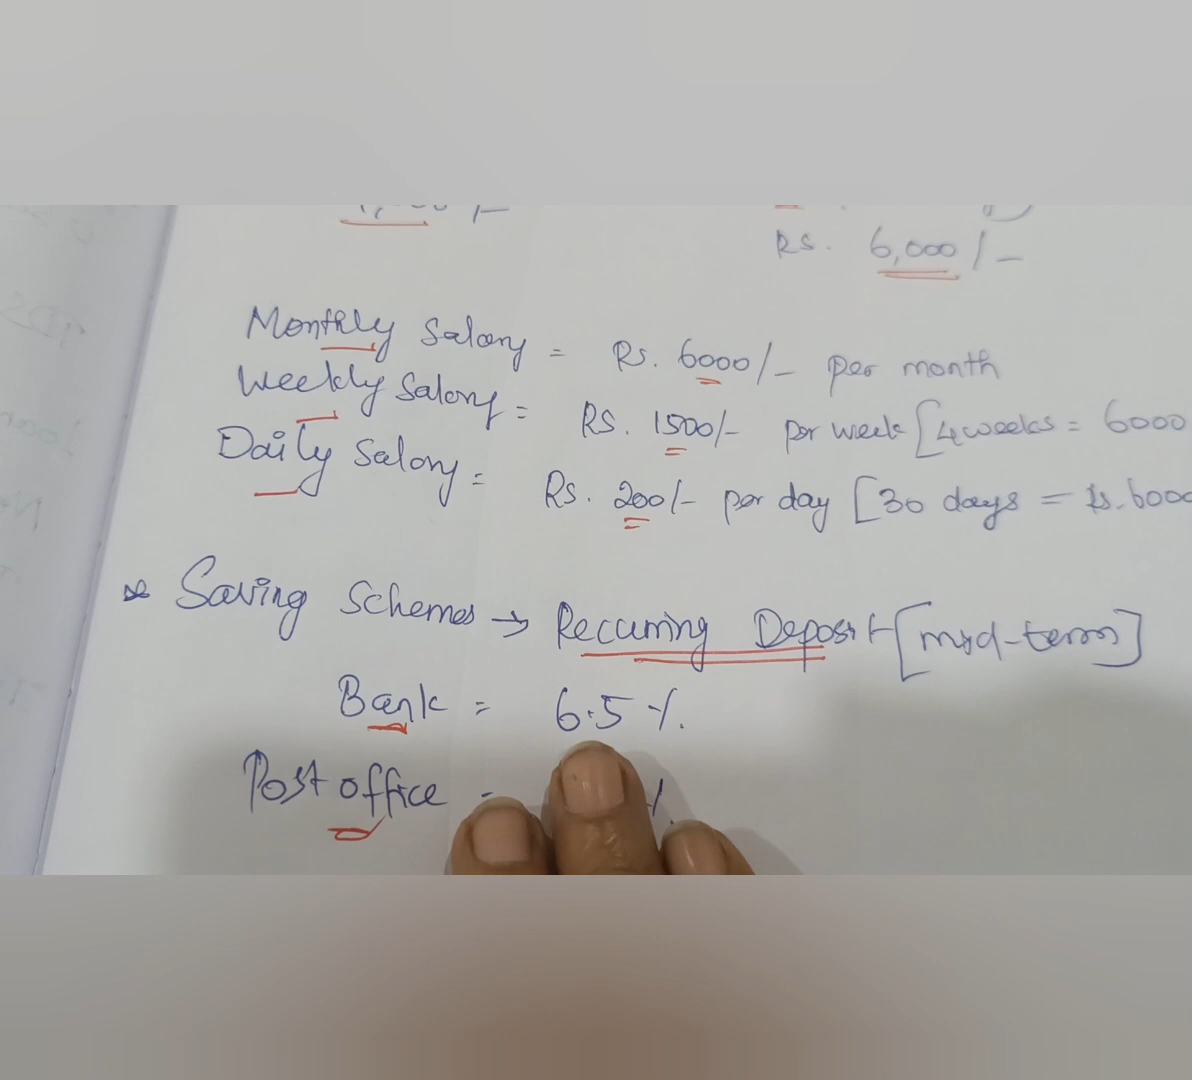 Rs. 6,000/-
Monthly Salary = Rs. 6000/- per month
Weekly Salary = RS. 1500/- per week [4 weeks = 6000
Daily Salary = Rs. 200/- per day [30 days = Rs. 6000
* Saving Schemes → Recurring Deposit [mid-term]
Bank = 6.5 %.
Post office = %.